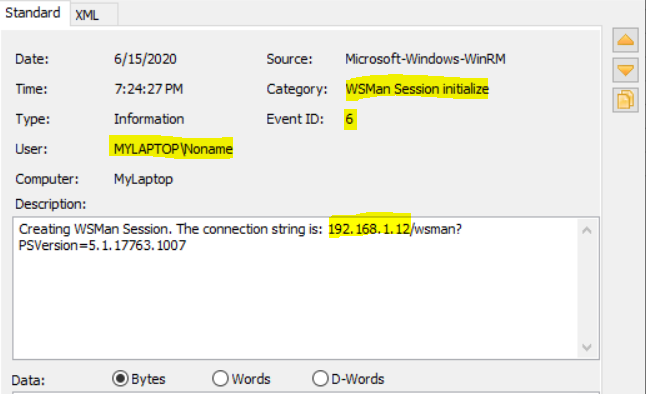 Standard XML
Date: 6/15/2020 Source: Microsoft-Windows-WinRM
Time: 7:24:27 PM Category: WSMan Session initialize
Type: Information Event ID: 6
User: MYLAPTOP\Noname
Computer: MyLaptop
Description:
Creating WSMan Session. The connection string is: 192.168.1.12/wsman?
PSVersion=5.1.17763.1007
Data: Bytes Words D-Words